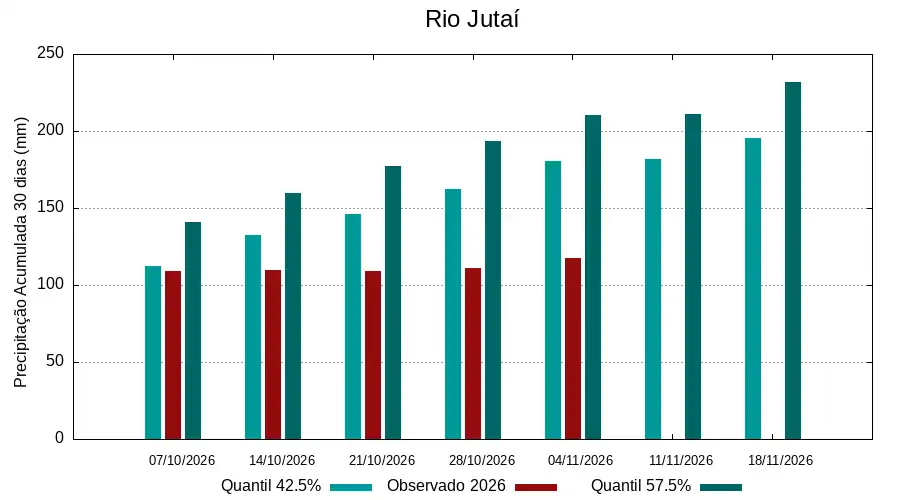 Rio Jutaí
Precipitação Acumulada 30 dias (mm)
250
200
150
100
50
0
07/10/2026 14/10/2026 21/10/2026 28/10/2026 04/11/2026 11/11/2026 18/11/2026
Quantil 42.5% Observado 2026 Quantil 57.5%